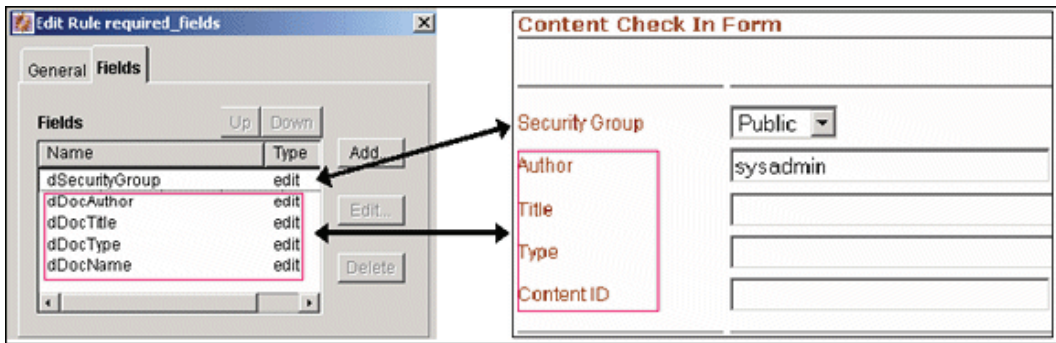 Edit Rule required_fields
General Fields
Fields Up Down
Name Type Add...
dSecurityGroup edit
dDocAuthor edit
dDocTitle edit
dDocType edit
dDocName edit
Edit...
Delete
Content Check In Form
Security Group Public
Author sysadmin
Title
Type
Content ID